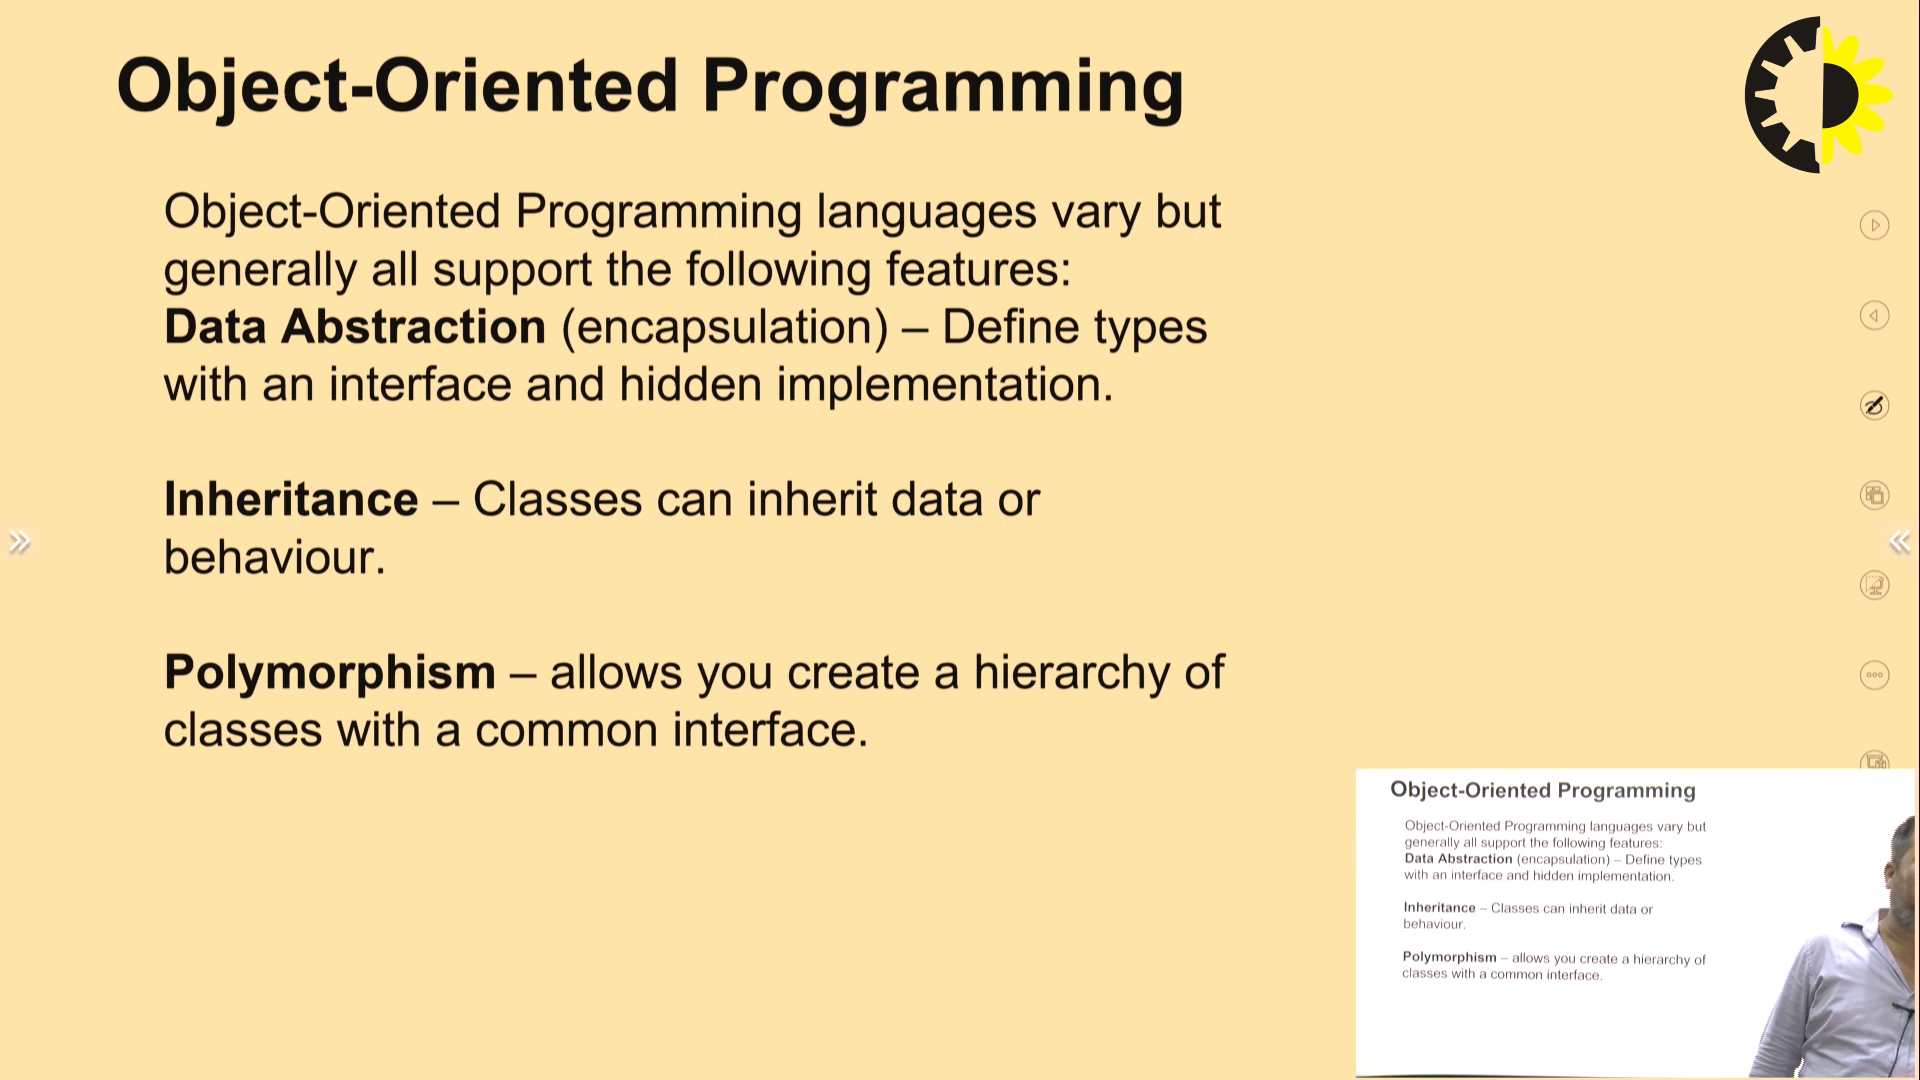 Object-Oriented Programming
Object-Oriented Programming languages vary but
generally all support the following features:
Data Abstraction (encapsulation) – Define types
with an interface and hidden implementation.
Inheritance – Classes can inherit data or
behaviour.
Polymorphism – allows you create a hierarchy of
classes with a common interface.
Object-Oriented Programming
Object-Oriented Programming languages vary but
generally all support the following features:
Data Abstraction (encapsulation) – Define types
with an interface and hidden implementation.
Inheritance – Classes can inherit data or
behaviour.
Polymorphism – allows you create a hierarchy of
classes with a common interface.